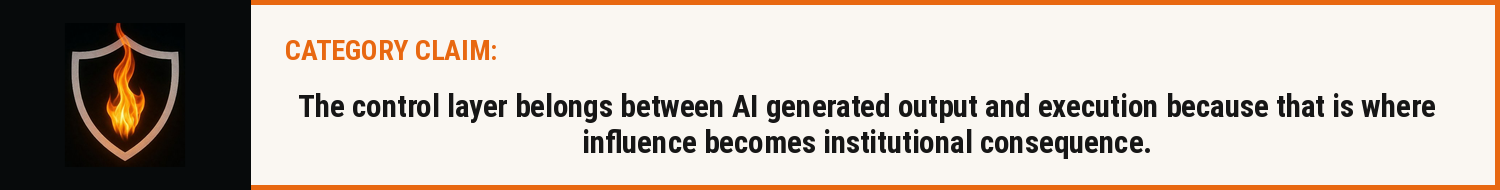 CATEGORY CLAIM:
The control layer belongs between AI generated output and execution because that is where
influence becomes institutional consequence.